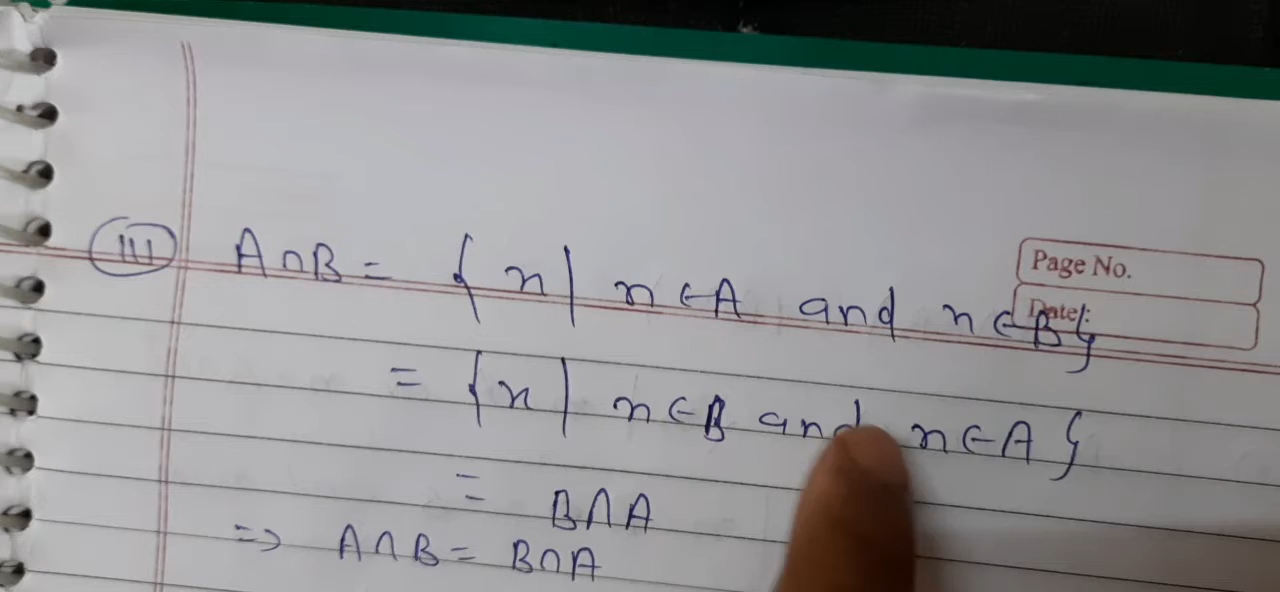 (III) A∩B = {x | x∈A and x∈B}
Page No.
Date:
= {x | x∈B and x∈A}
= B∩A
=> A∩B = B∩A